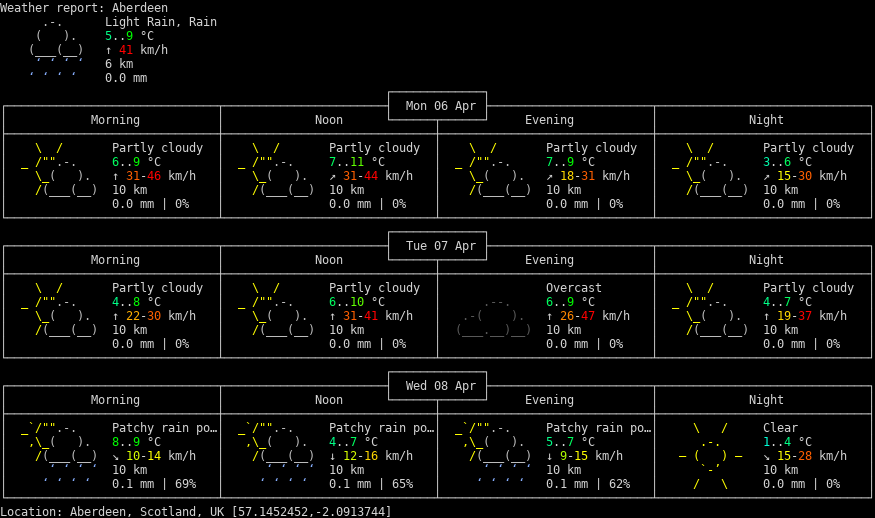 Weather report: Aberdeen
Light Rain, Rain
5..9 °C
↑ 41 km/h
6 km
0.0 mm
Mon 06 Apr
Morning Noon Evening Night
Partly cloudy Partly cloudy Partly cloudy Partly cloudy
6..9 °C 7..11 °C 7..9 °C 3..6 °C
↑ 31-46 km/h ↗ 31-44 km/h ↗ 18-31 km/h ↗ 15-30 km/h
10 km 10 km 10 km 10 km
0.0 mm | 0% 0.0 mm | 0% 0.0 mm | 0% 0.0 mm | 0%
Tue 07 Apr
Morning Noon Evening Night
Partly cloudy Partly cloudy Overcast Partly cloudy
4..8 °C 6..10 °C 6..9 °C 4..7 °C
↑ 22-30 km/h ↑ 31-41 km/h ↑ 26-47 km/h ↑ 19-37 km/h
10 km 10 km 10 km 10 km
0.0 mm | 0% 0.0 mm | 0% 0.0 mm | 0% 0.0 mm | 0%
Wed 08 Apr
Morning Noon Evening Night
Patchy rain po… Patchy rain po… Patchy rain po… Clear
8..9 °C 4..7 °C 5..7 °C 1..4 °C
↘ 10-14 km/h ↓ 12-16 km/h ↓ 9-15 km/h ↘ 15-28 km/h
10 km 10 km 10 km 10 km
0.1 mm | 69% 0.1 mm | 65% 0.1 mm | 62% 0.0 mm | 0%
Location: Aberdeen, Scotland, UK [57.1452452,-2.0913744]